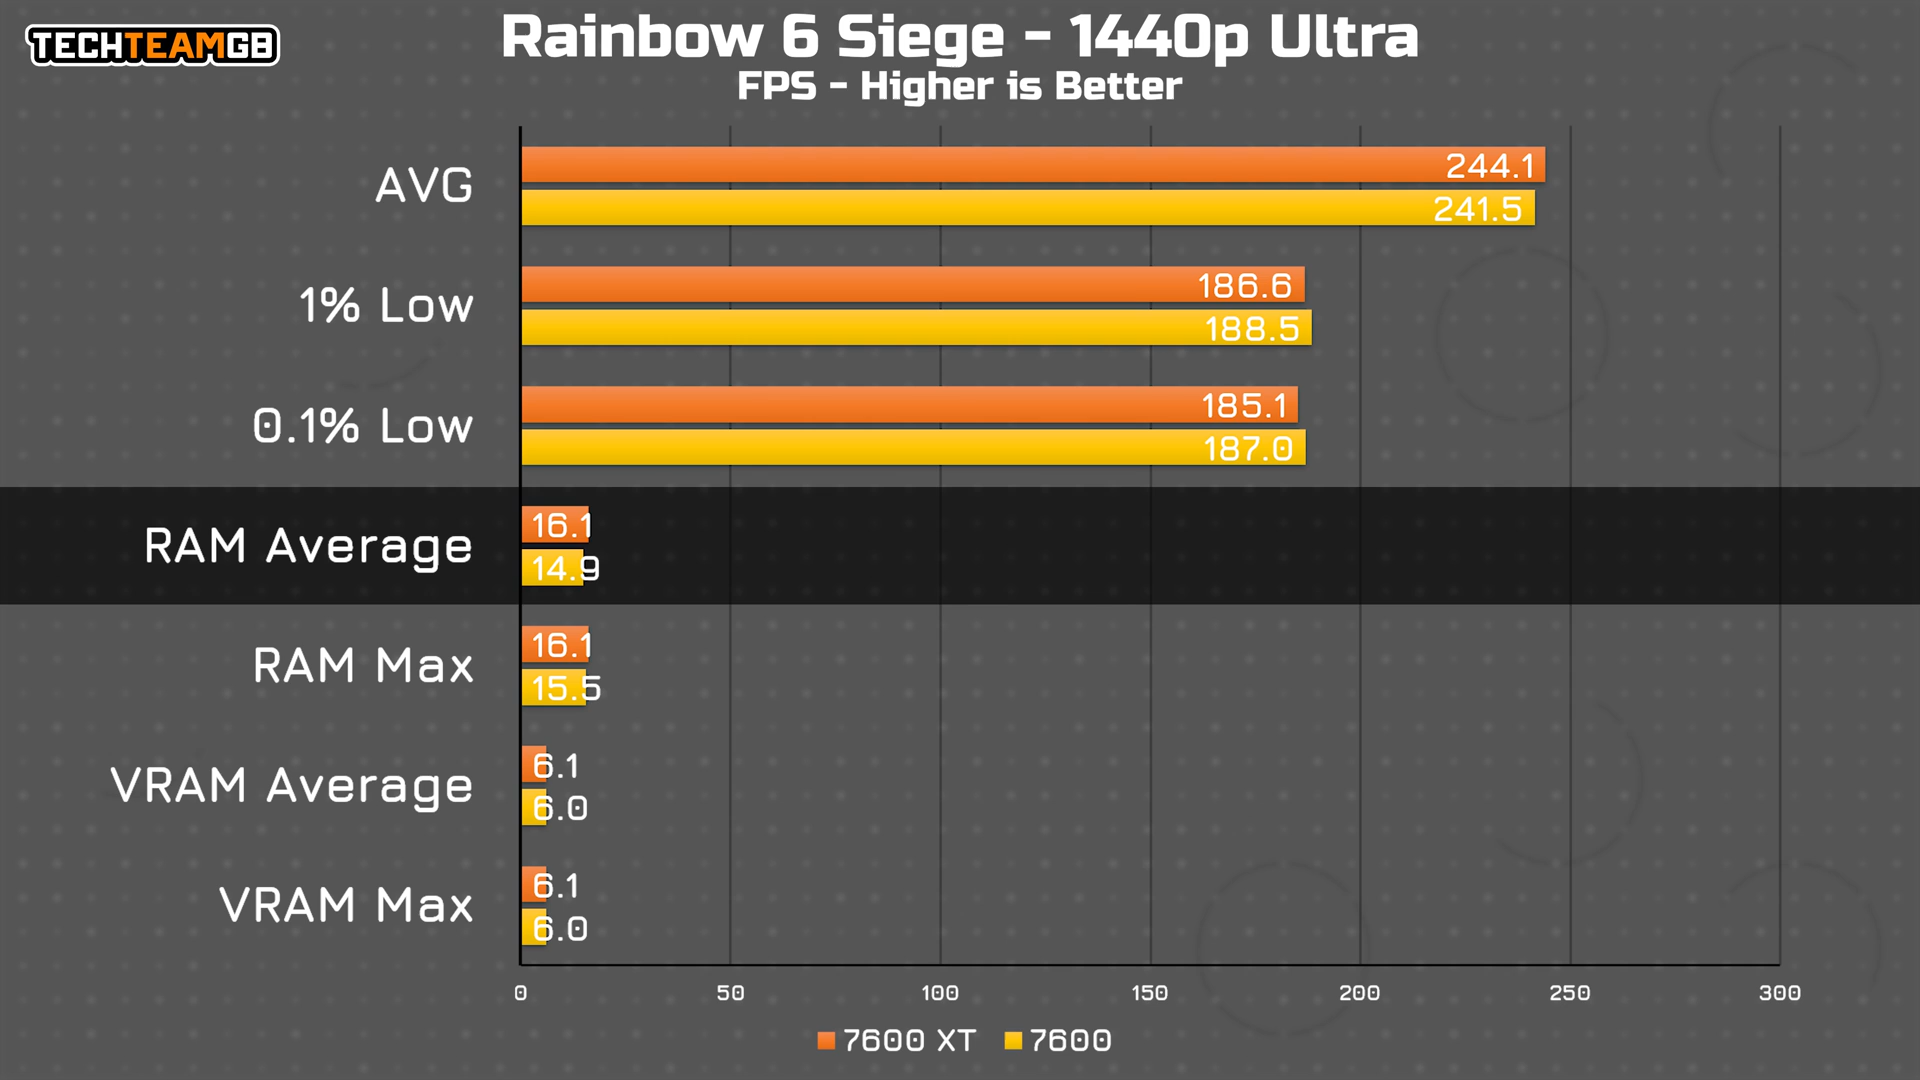 TECHTEAMGB
Rainbow 6 Siege - 1440p Ultra
FPS - Higher is Better
AVG
244.1
241.5
1% Low
186.6
188.5
0.1% Low
185.1
187.0
RAM Average
16.1
14.9
RAM Max
16.1
15.5
VRAM Average
6.1
6.0
VRAM Max
6.1
6.0
0 50 100 150 200 250 300
7600 XT 7600